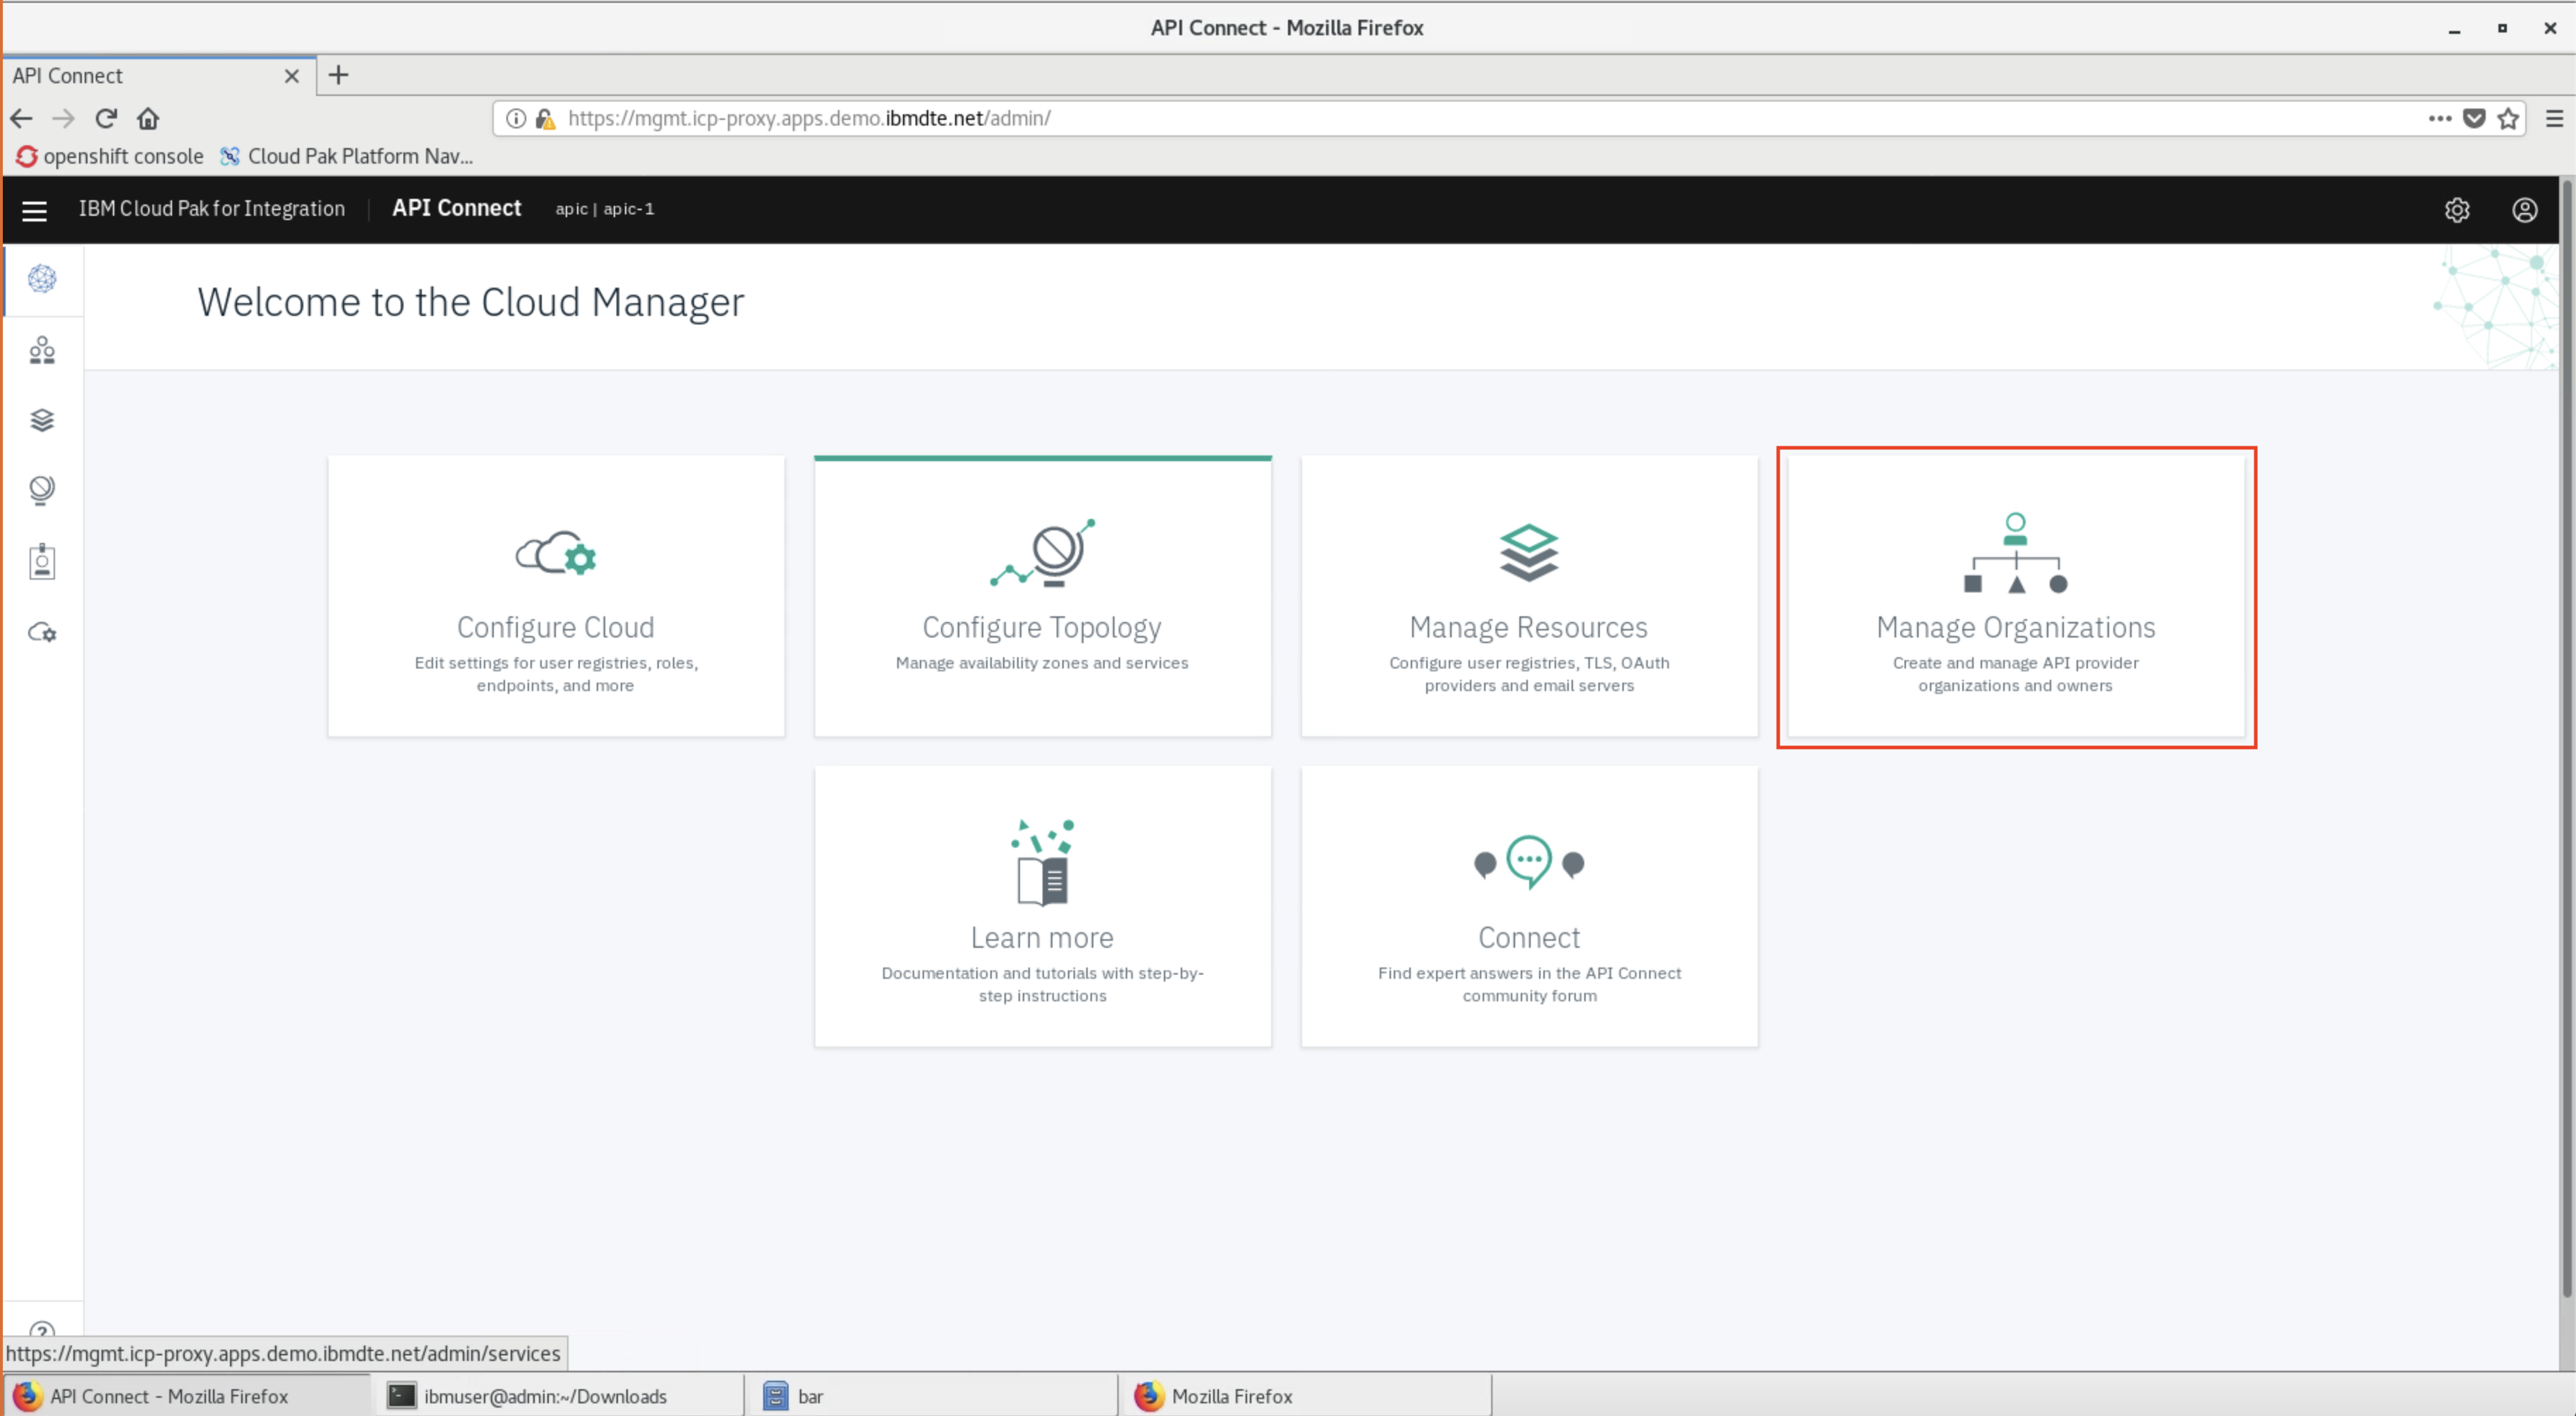 API Connect - Mozilla Firefox
API Connect
https://mgmt.icp-proxy.apps.demo.ibmdte.net/admin/
openshift console
Cloud Pak Platform Nav...
IBM Cloud Pak for Integration
API Connect
apic | apic-1
Welcome to the Cloud Manager
Configure Cloud
Edit settings for user registries, roles,
endpoints, and more
Configure Topology
Manage availability zones and services
Manage Resources
Configure user registries, TLS, OAuth
providers and email servers
Manage Organizations
Create and manage API provider
organizations and owners
Learn more
Documentation and tutorials with step-by-
step instructions
Connect
Find expert answers in the API Connect
community forum
https://mgmt.icp-proxy.apps.demo.ibmdte.net/admin/services
API Connect - Mozilla Firefox
ibmuser@admin:~/Downloads
bar
Mozilla Firefox